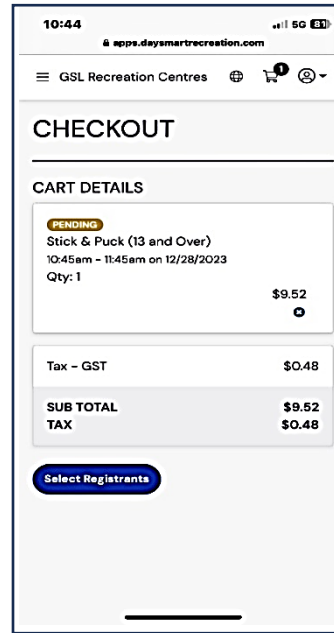 10:44 5G 81
apps.daysmartrecreation.com
GSL Recreation Centres 1
CHECKOUT
CART DETAILS
PENDING
Stick & Puck (13 and Over)
10:45am - 11:45am on 12/28/2023
Qty: 1
$9.52
Tax - GST $0.48
SUB TOTAL $9.52
TAX $0.48
Select Registrants